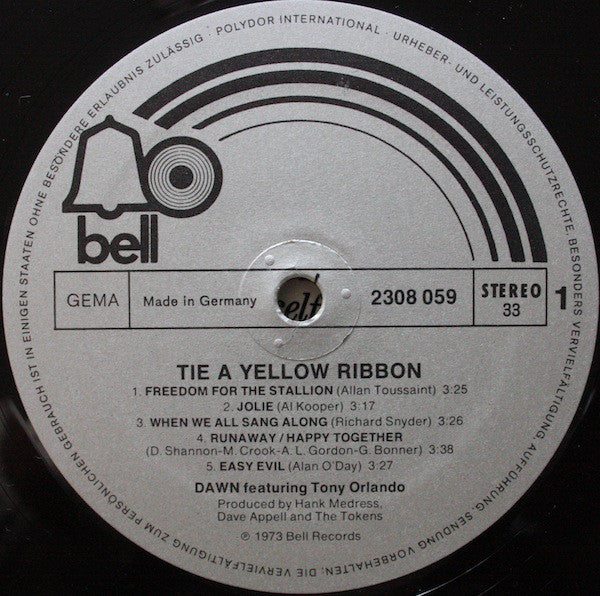 POLYDOR INTERNATIONAL · URHEBER- UND LEISTUNGSSCHUTZRECHTE, BESONDERS VERVIELFÄLTIGUNG, AUFFÜHRUNG, SENDUNG VORBEHALTEN; DIE VERVIELFÄLTIGUNG ZUM PERSÖNLICHEN GEBRAUCH IST IN EINIGEN STAATEN OHNE BESONDERE ERLAUBNIS ZULÄSSIG ·
bell
GEMA
Made in Germany
2308 059
STEREO
33
1
TIE A YELLOW RIBBON
1. FREEDOM FOR THE STALLION (Allan Toussaint) 3:25
2. JOLIE (Al Kooper) 3:17
3. WHEN WE ALL SANG ALONG (Richard Snyder) 3:26
4. RUNAWAY / HAPPY TOGETHER
(D. Shannon-M. Crook-A. L. Gordon-G. Bonner) 3:38
5. EASY EVIL (Alan O'Day) 3:27
DAWN featuring Tony Orlando
Produced by Hank Medress,
Dave Appell and The Tokens
℗ 1973 Bell Records